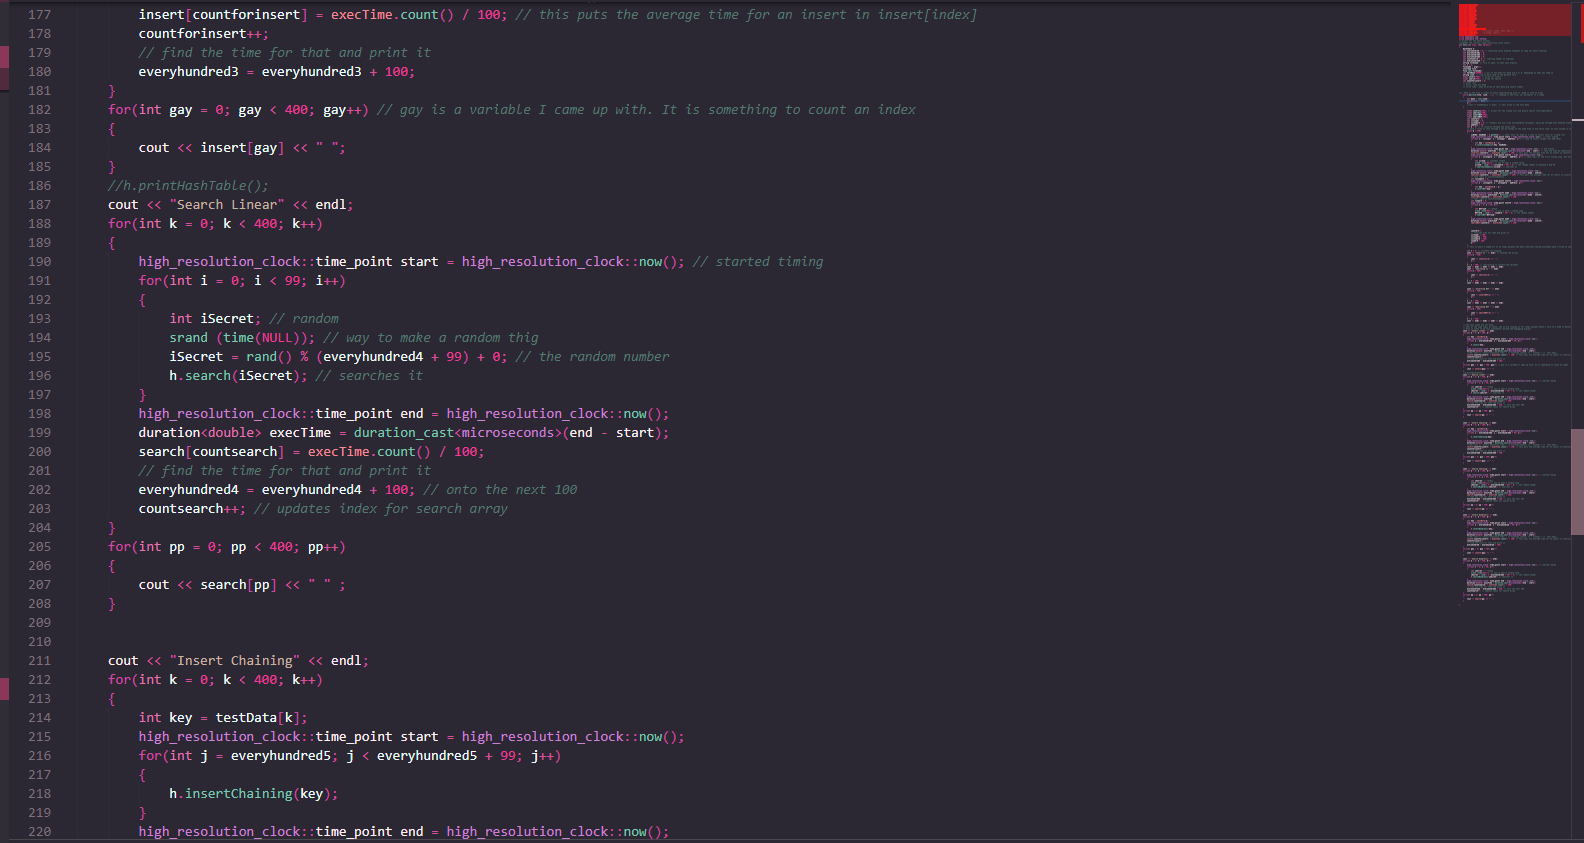 177 insert[countforinsert] = execTime.count() / 100; // this puts the average time for an insert in insert[index]
178 countforinsert++;
179 // find the time for that and print it
180 everyhundred3 = everyhundred3 + 100;
181 }
182 for(int gay = 0; gay < 400; gay++) // gay is a variable I came up with. It is something to count an index
183 {
184 cout << insert[gay] << " ";
185 }
186 //h.printHashTable();
187 cout << "Search Linear" << endl;
188 for(int k = 0; k < 400; k++)
189 {
190 high_resolution_clock::time_point start = high_resolution_clock::now(); // started timing
191 for(int i = 0; i < 99; i++)
192 {
193 int iSecret; // random
194 srand (time(NULL)); // way to make a random thig
195 iSecret = rand() % (everyhundred4 + 99) + 0; // the random number
196 h.search(iSecret); // searches it
197 }
198 high_resolution_clock::time_point end = high_resolution_clock::now();
199 duration<double> execTime = duration_cast<microseconds>(end - start);
200 search[countsearch] = execTime.count() / 100;
201 // find the time for that and print it
202 everyhundred4 = everyhundred4 + 100; // onto the next 100
203 countsearch++; // updates index for search array
204 }
205 for(int pp = 0; pp < 400; pp++)
206 {
207 cout << search[pp] << " " ;
208 }
209
210
211 cout << "Insert Chaining" << endl;
212 for(int k = 0; k < 400; k++)
213 {
214 int key = testData[k];
215 high_resolution_clock::time_point start = high_resolution_clock::now();
216 for(int j = everyhundred5; j < everyhundred5 + 99; j++)
217 {
218 h.insertChaining(key);
219 }
220 high_resolution_clock::time_point end = high_resolution_clock::now();